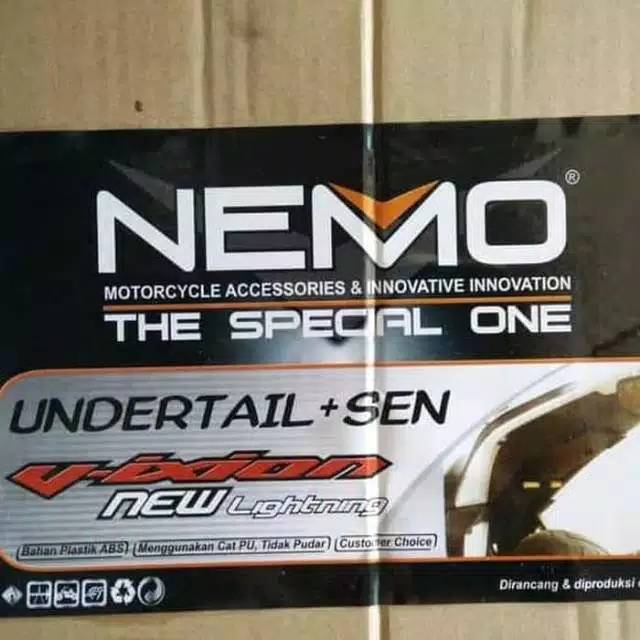 NEMO®
MOTORCYCLE ACCESSORIES & INNOVATIVE INNOVATION
THE SPECIAL ONE
UNDERTAIL+SEN
V-ixion
NEW Lightning
Bahan Plastik ABS Menggunakan Cat PU, Tidak Pudar Customer Choice
Dirancang & diproduksi